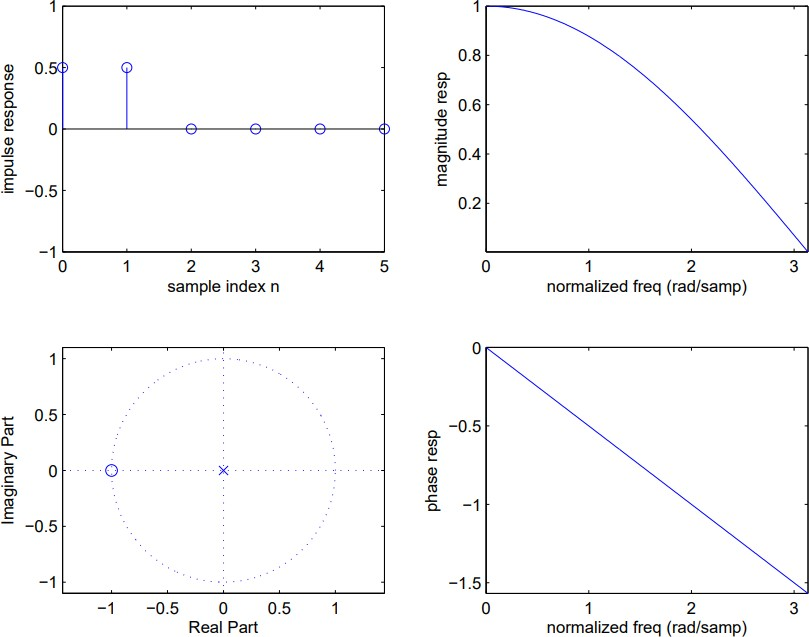 1
0.5
0
−0.5
−1
impulse response
0 1 2 3 4 5
sample index n
1
0.8
0.6
0.4
0.2
magnitude resp
0 1 2 3
normalized freq (rad/samp)
1
0.5
0
−0.5
−1
Imaginary Part
−1 −0.5 0 0.5 1
Real Part
0
−0.5
−1
−1.5
phase resp
0 1 2 3
normalized freq (rad/samp)